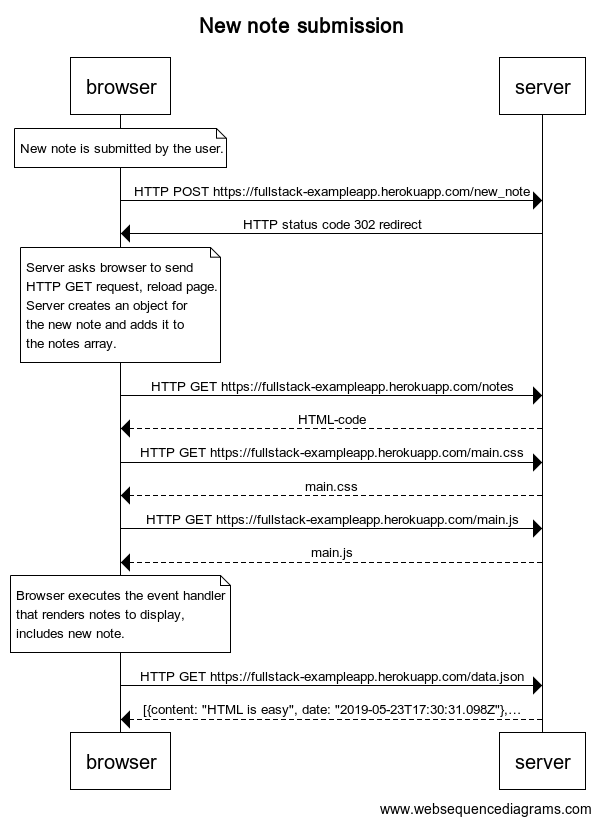 New note submission
browser
server
New note is submitted by the user.
HTTP POST https://fullstack-exampleapp.herokuapp.com/new_note
HTTP status code 302 redirect
Server asks browser to send
HTTP GET request, reload page.
Server creates an object for
the new note and adds it to
the notes array.
HTTP GET https://fullstack-exampleapp.herokuapp.com/notes
HTML-code
HTTP GET https://fullstack-exampleapp.herokuapp.com/main.css
main.css
HTTP GET https://fullstack-exampleapp.herokuapp.com/main.js
main.js
Browser executes the event handler
that renders notes to display,
includes new note.
HTTP GET https://fullstack-exampleapp.herokuapp.com/data.json
[{content: "HTML is easy", date: "2019-05-23T17:30:31.098Z"},...
browser
server
www.websequencediagrams.com